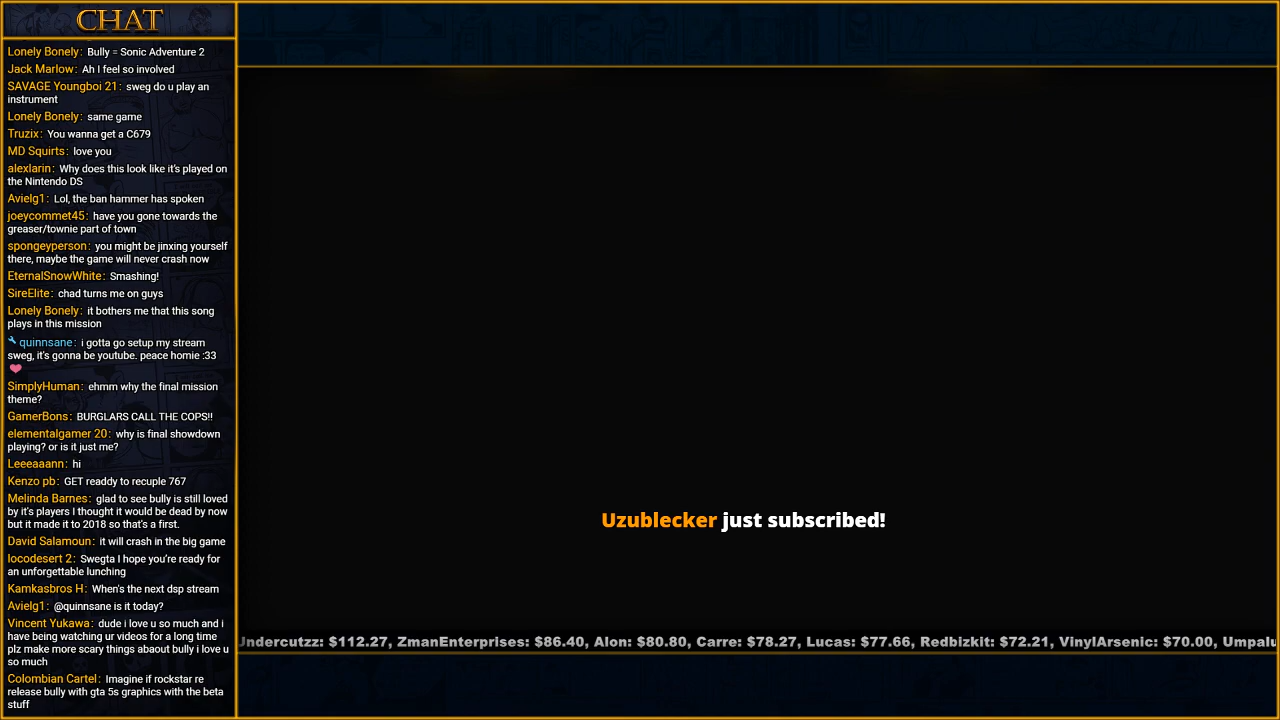 CHAT
Lonely Bonely: Bully = Sonic Adventure 2
Jack Marlow: Ah I feel so involved
SAVAGE Youngboi 21: sweg do u play an
instrument
Lonely Bonely: same game
Truzix: You wanna get a C679
MD Squirts: love you
alexlarin: Why does this look like it's played on
the Nintendo DS
Avielg1: Lol, the ban hammer has spoken
joeycommet45: have you gone towards the
greaser/townie part of town
spongeyperson: you might be jinxing yourself
there, maybe the game will never crash now
EternalSnowWhite: Smashing!
SireElite: chad turns me on guys
Lonely Bonely: it bothers me that this song
plays in this mission
quinnsane: i gotta go setup my stream
sweg, it's gonna be youtube. peace homie :33
SimplyHuman: ehmm why the final mission
theme?
GamerBons: BURGLARS CALL THE COPS!!
elementalgamer 20: why is final showdown
playing? or is it just me?
Leeeaaann: hi
Kenzo pb: GET readdy to recuple 767
Melinda Barnes: glad to see bully is still loved
by it's players I thought it would be dead by now
but it made it to 2018 so that's a first.
David Salamoun: it will crash in the big game
locodesert 2: Swegta I hope you're ready for
an unforgettable lunching
Kamkasbros H: When's the next dsp stream
Avielg1: @quinnsane is it today?
Vincent Yukawa: dude i love u so much and i
have being watching ur videos for a long time
plz make more scary things abaout bully i love u
so much
Colombian Cartel: Imagine if rockstar re
release bully with gta 5s graphics with the beta
stuff
Uzublecker just subscribed!
Undercutzz: $112.27, ZmanEnterprises: $86.40, Alon: $80.80, Carre: $78.27, Lucas: $77.66, Redbizkit: $72.21, VinylArsenic: $70.00, Umpalu